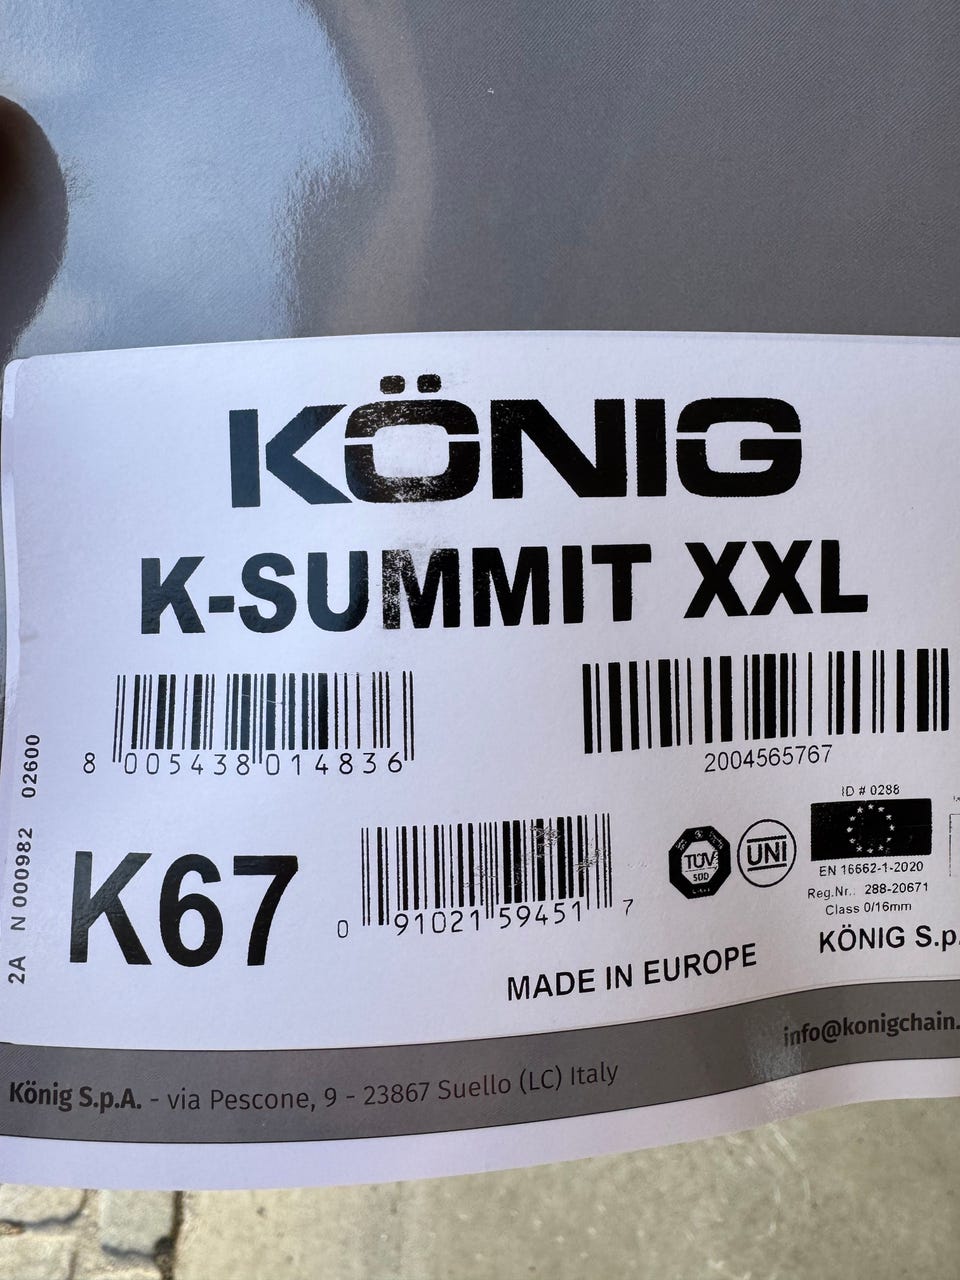 KÖNIG
K-SUMMIT XXL
8 005438 014836
2004565767
2A N 000982 02600
K67
0 91021 59451 7
TÜV
SÜD
UNI
ID # 0288
EN 16662-1-2020
Reg.Nr.: 288-20671
Class 0/16mm
KÖNIG S.p.
MADE IN EUROPE
info@konigchain.
König S.p.A. - via Pescone, 9 - 23867 Suello (LC) Italy